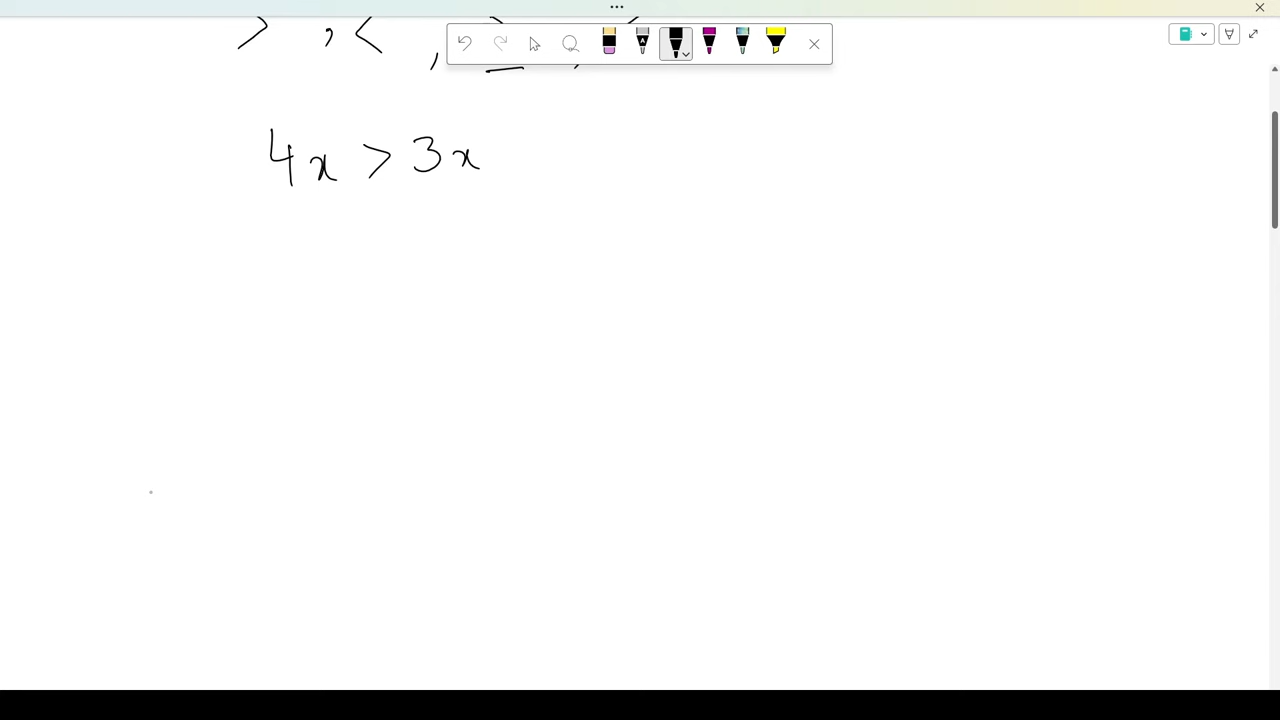 > , < , ≥ , <
4x > 3x